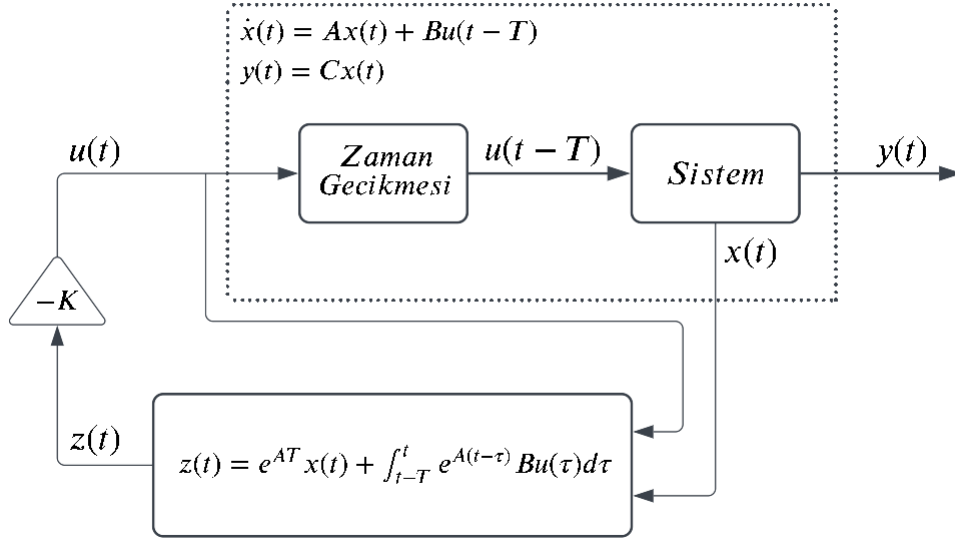 ẋ(t) = Ax(t) + Bu(t − T)
y(t) = Cx(t)
u(t)
Zaman
Gecikmesi
u(t − T)
Sistem
y(t)
x(t)
−K
z(t)
z(t) = e^{AT} x(t) + ∫_{t−T}^{t} e^{A(t−τ)} Bu(τ)dτ